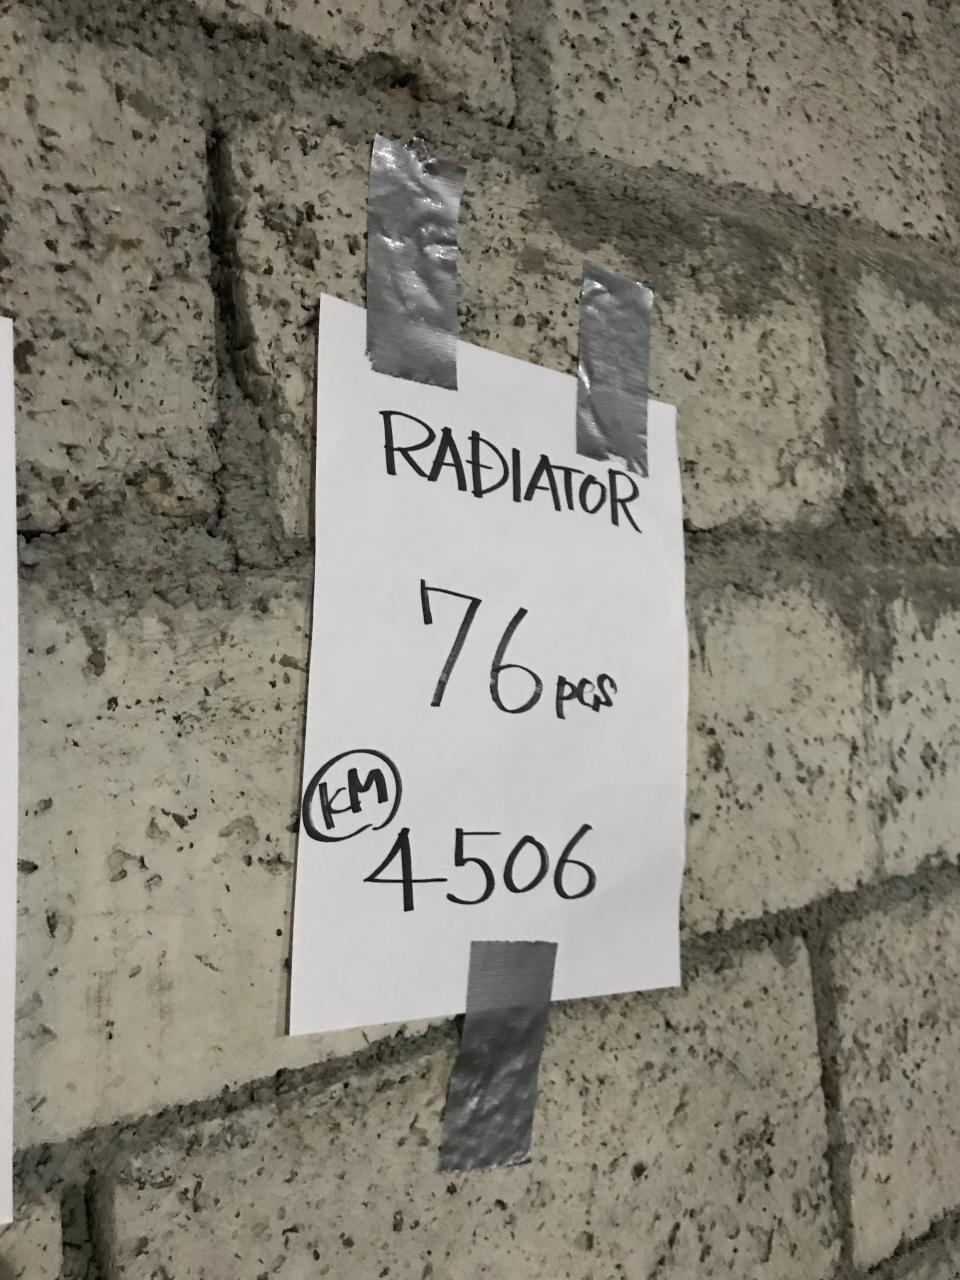 RADIATOR
76 pcs
KM
4506